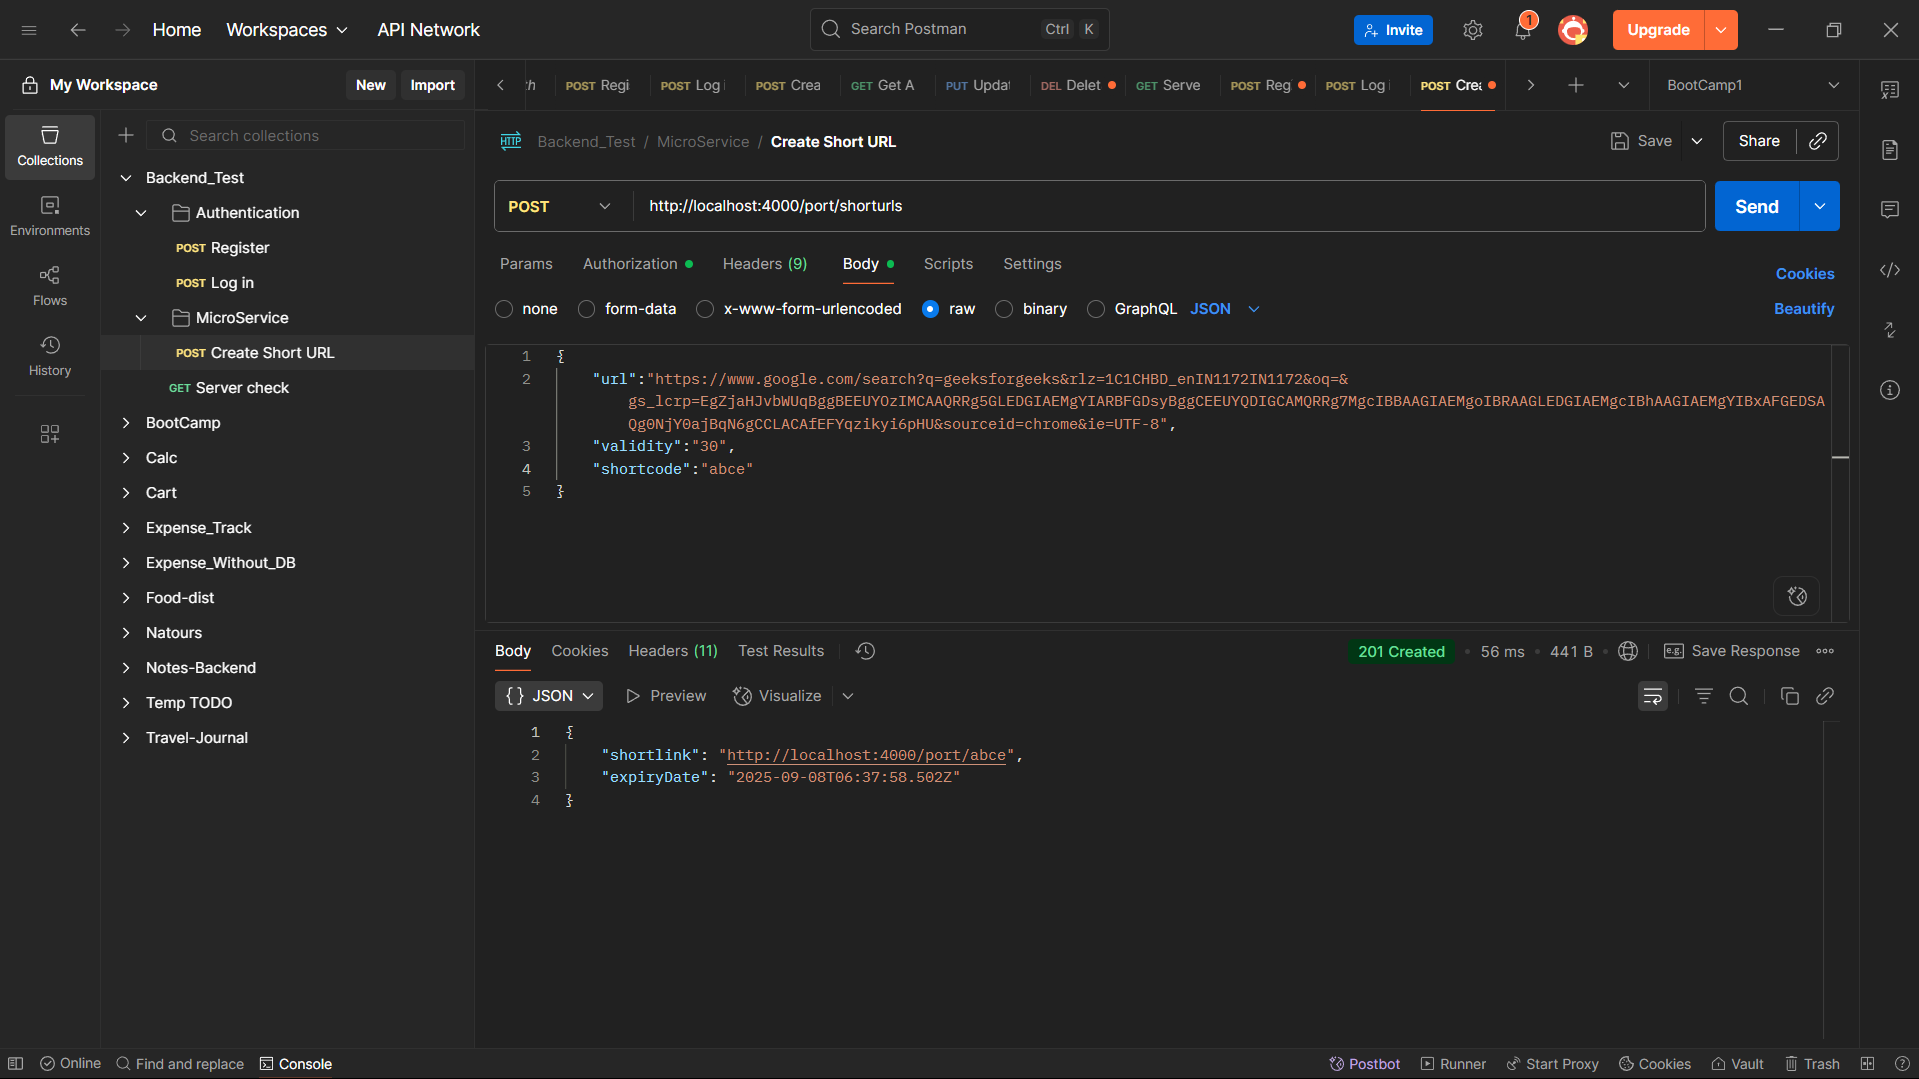 Home
Workspaces
API Network
Search Postman
Ctrl K
Invite
1
Upgrade
My Workspace
New
Import
POST Regi
POST Log
POST Crea
GET Get A
PUT Updat
DEL Delet
GET Serve
POST Reg
POST Log i
POST Crea
BootCamp1
Collections
Environments
Flows
History
Search collections
Backend_Test
Authentication
POST Register
POST Log in
MicroService
POST Create Short URL
GET Server check
BootCamp
Calc
Cart
Expense_Track
Expense_Without_DB
Food-dist
Natours
Notes-Backend
Temp TODO
Travel-Journal
HTTP Backend_Test / MicroService / Create Short URL
Save
Share
POST http://localhost:4000/port/shorturls
Send
Params Authorization Headers (9) Body Scripts Settings
Cookies
none form-data x-www-form-urlencoded raw binary GraphQL JSON
Beautify
1 {
2 "url":"https://www.google.com/search?q=geeksforgeeks&rlz=1C1CHBD_enIN1172IN1172&oq=&
gs_lcrp=EgZjaHJvbWUqBggBEEUYOzIMCAAQRRg5GLEDGIAEMgYIARBFGDsyBggCEEUYQDIGCAMQRRg7MgcIBBAAGIAEMgoIBRAAGLEDGIAEMgcIBhAAGIAEMgYIBxAFGEDSA
Qg0NjY0ajBqN6gCCLACAfEFYqzikyi6pHU&sourceid=chrome&ie=UTF-8",
3 "validity":"30",
4 "shortcode":"abce"
5 }
Body Cookies Headers (11) Test Results
201 Created • 56 ms • 441 B
e.g. Save Response
{} JSON Preview Visualize
1 {
2 "shortlink": "http://localhost:4000/port/abce",
3 "expiryDate": "2025-09-08T06:37:58.502Z"
4 }
Online Find and replace Console
Postbot Runner Start Proxy Cookies Vault Trash